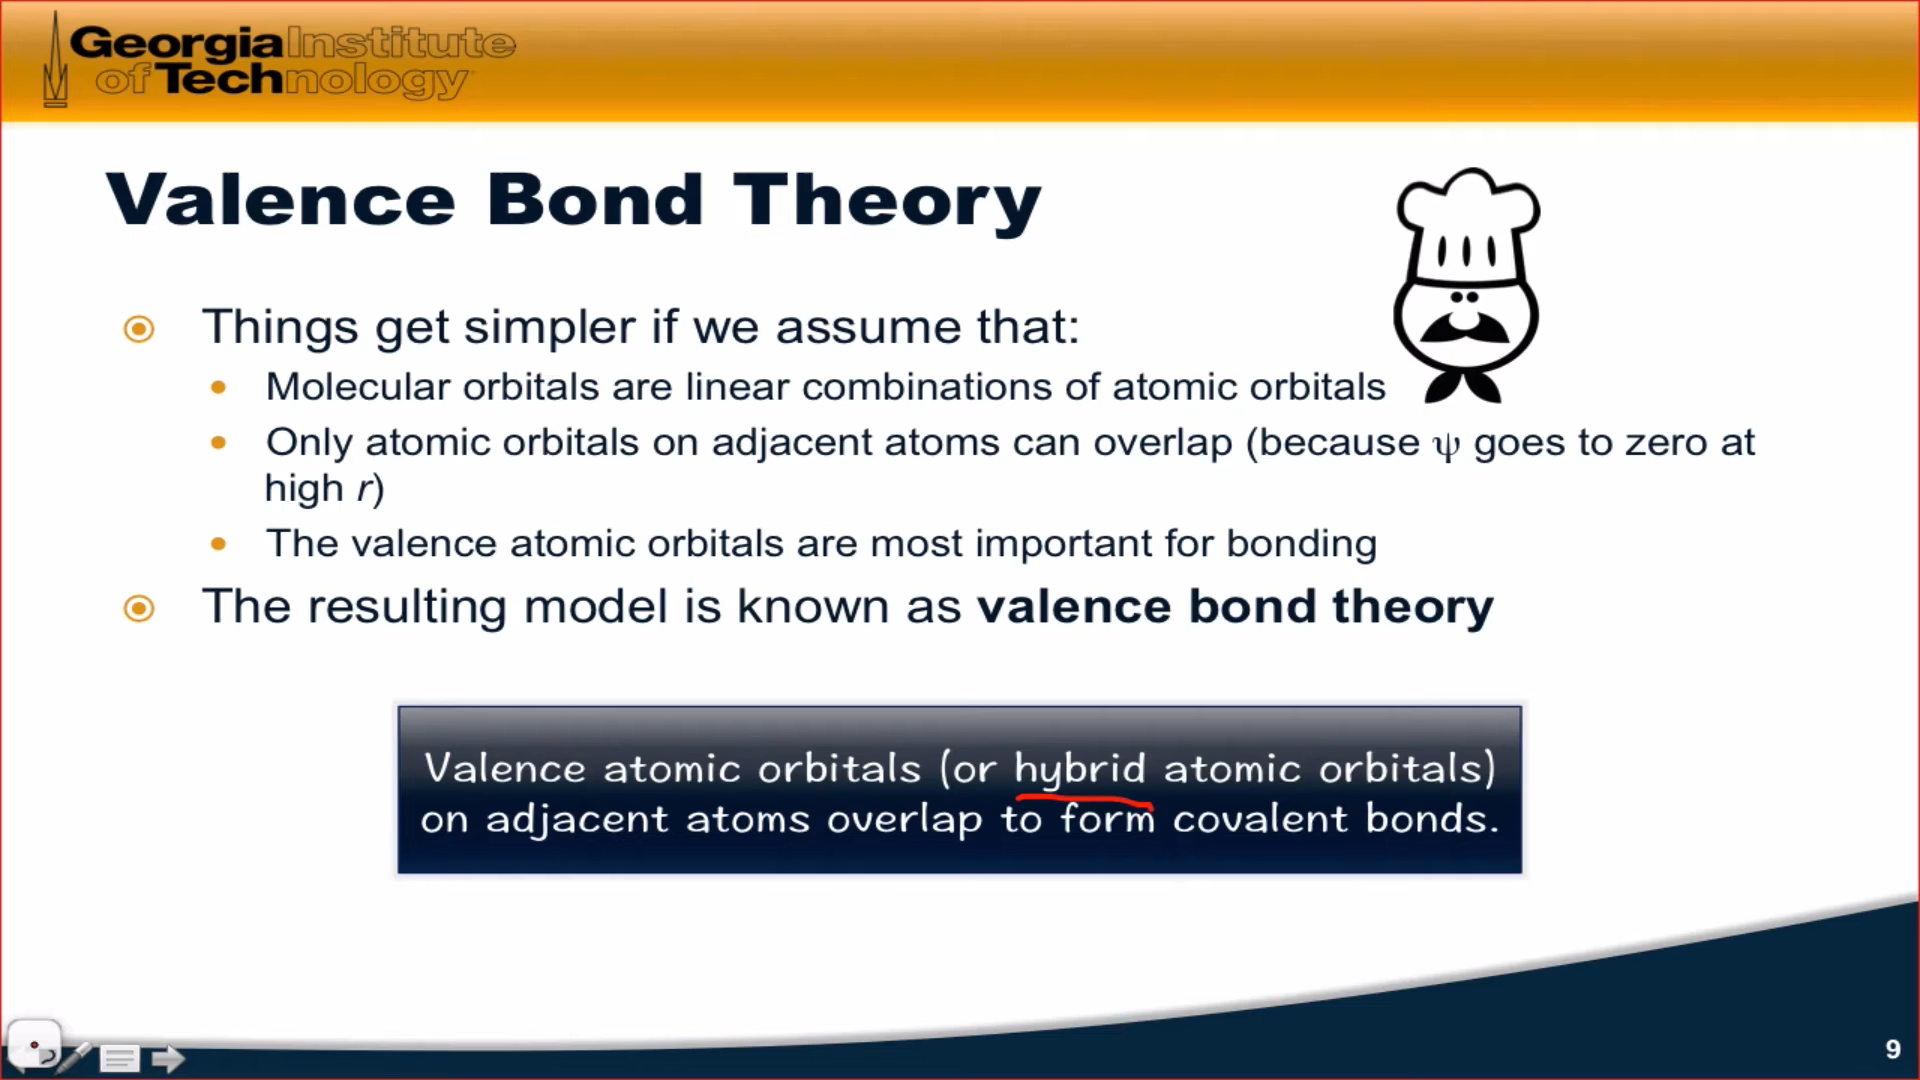 Georgia Institute
of Technology
Valence Bond Theory
Things get simpler if we assume that:
Molecular orbitals are linear combinations of atomic orbitals
Only atomic orbitals on adjacent atoms can overlap (because ψ goes to zero at
high r)
The valence atomic orbitals are most important for bonding
The resulting model is known as valence bond theory
Valence atomic orbitals (or hybrid atomic orbitals)
on adjacent atoms overlap to form covalent bonds.
9